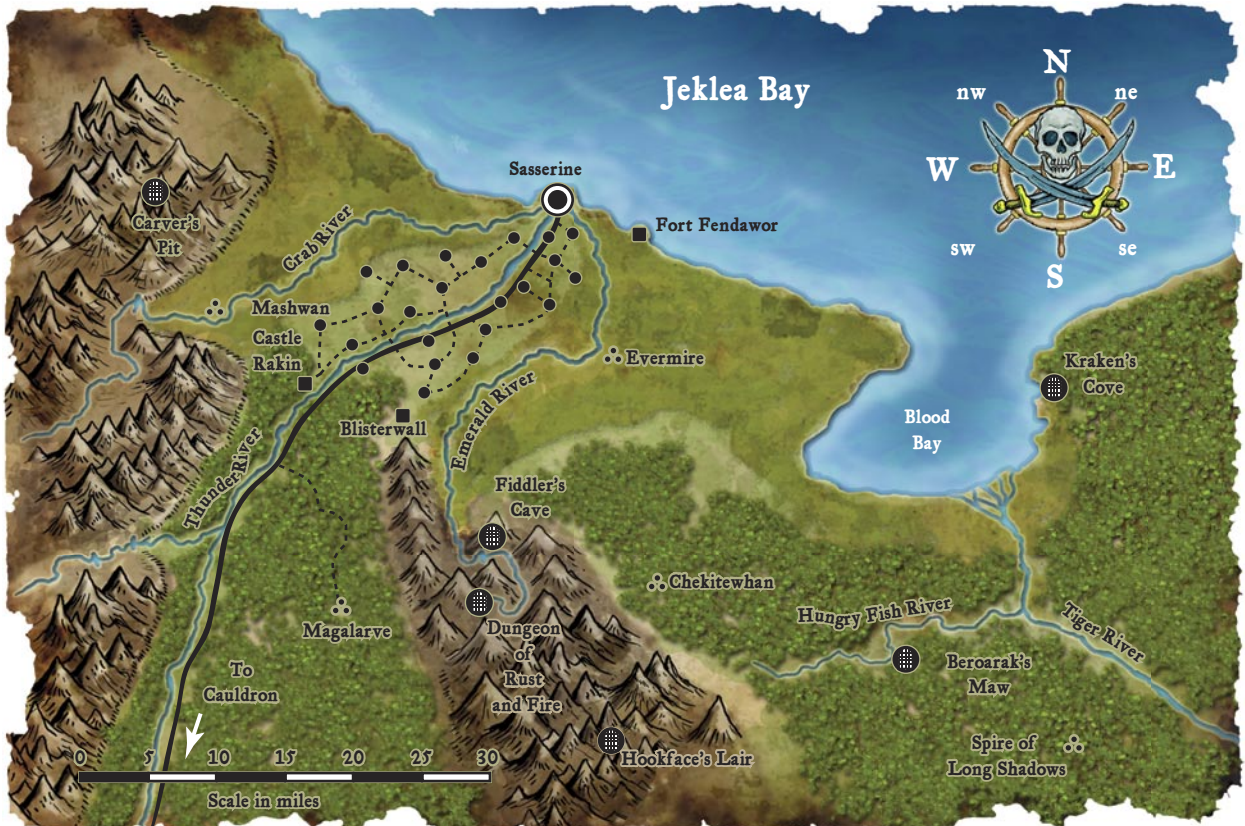 Jeklea Bay
N
nw
ne
W
E
sw
se
S
Sasserine
Fort Fendawor
Carver's
Pit
Crab River
Mashwan
Castle
Rakin
Evermire
Kraken's
Cove
Blood
Bay
Blisterwall
Emerald River
Thunder River
Fiddler's
Cave
Chekitewhan
Hungry Fish River
Tiger River
Magalarve
Dungeon
of
Rust
and Fire
Beroarak's
Maw
To
Cauldron
Hookface's Lair
Spire of
Long Shadows
0 5 10 15 20 25 30
Scale in miles